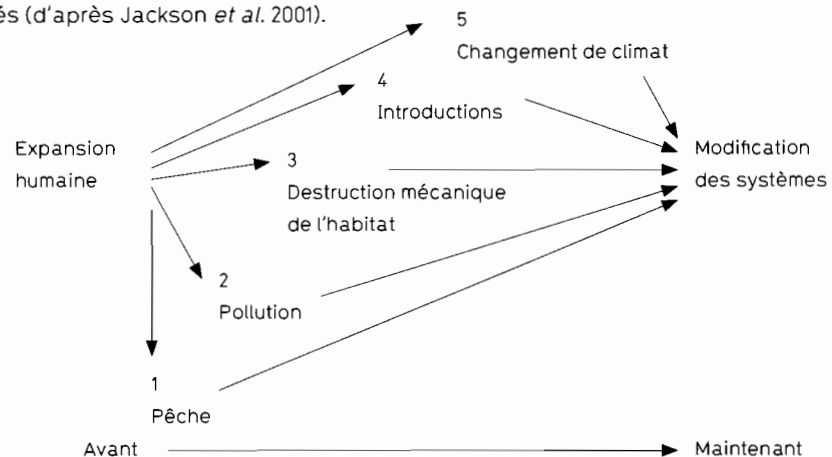 és (d'après Jackson et al. 2001).
5
Changement de climat
4
Introductions
Expansion
humaine
3
Destruction mécanique
de l'habitat
Modification
des systèmes
2
Pollution
1
Pêche
Avant
Maintenant